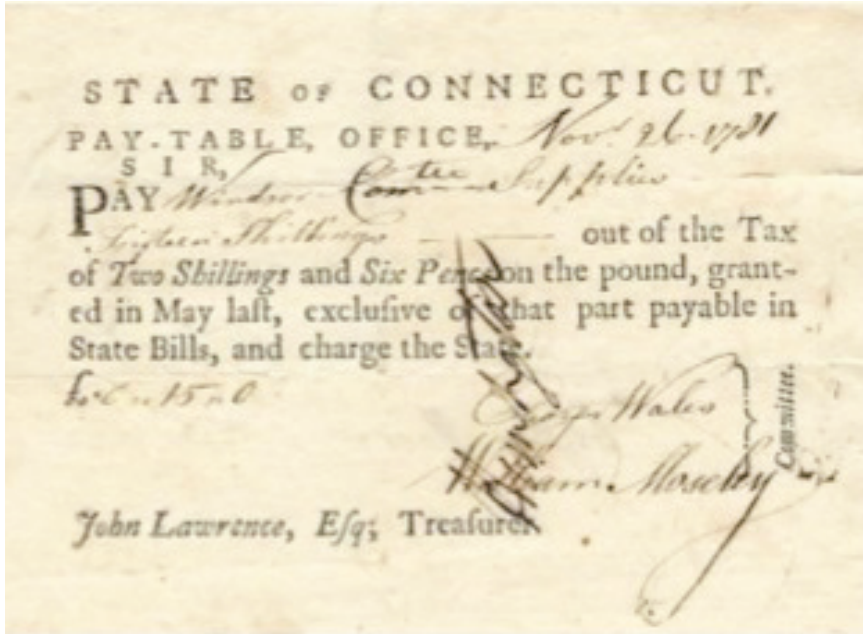 STATE OF CONNECTICUT.
PAY-TABLE, OFFICE, Novr. 26. 1781
SIR,
PAY Windsor Comtee Supplies
Fifteen Shillings out of the Tax
of Two Shillings and Six Pence on the pound, grant-
ed in May laſt, excluſive of that part payable in
State Bills, and charge the State.
£0 „ 15 „ 0
Wales
William Moseley
Committee.
John Lawrence, Eſq; Treaſurer.